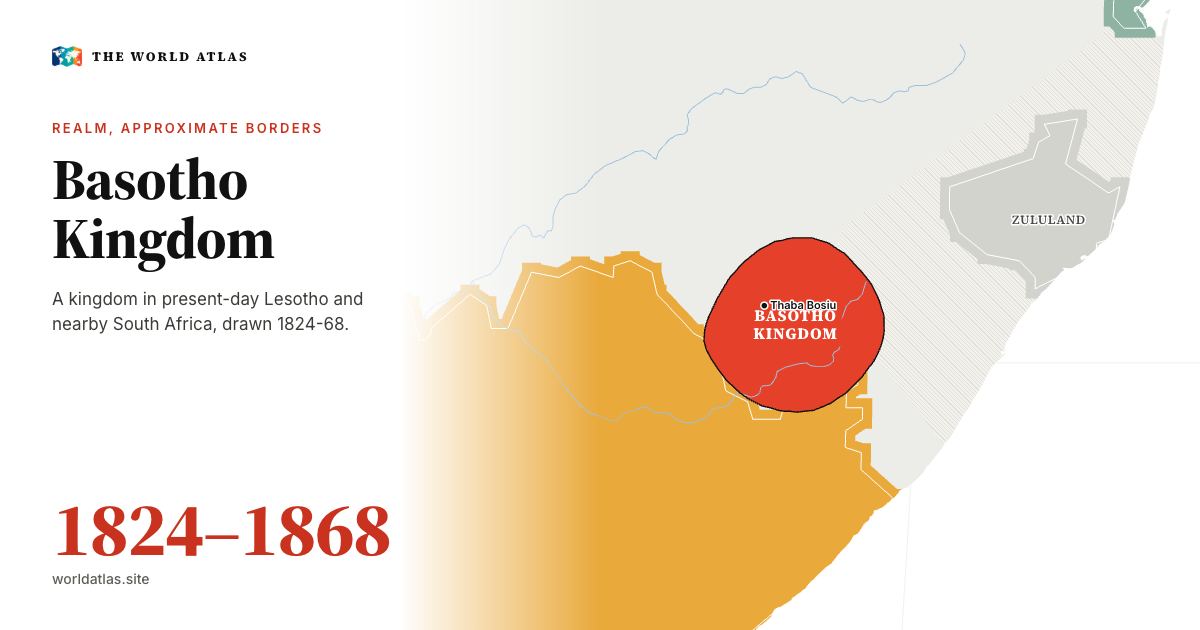 THE WORLD ATLAS
REALM, APPROXIMATE BORDERS
Basotho
Kingdom
A kingdom in present-day Lesotho and
nearby South Africa, drawn 1824-68.
1824–1868
worldatlas.site
ZULULAND
Thaba Bosiu
BASOTHO
KINGDOM